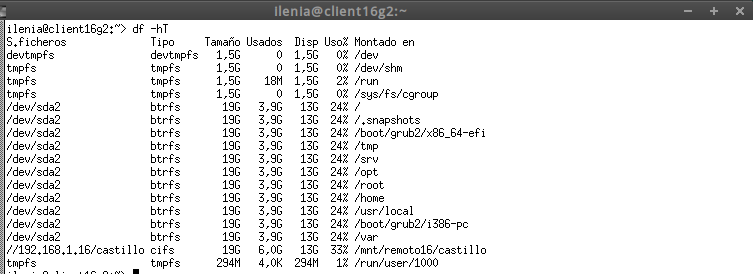 Ilenia@client16g2:~
ilenia@client16g2:~> df -hT
S.ficheros Tipo Tamaño Usados Disp Uso% Montado en
devtmpfs devtmpfs 1,5G 0 1,5G 0% /dev
tmpfs tmpfs 1,5G 0 1,5G 0% /dev/shm
tmpfs tmpfs 1,5G 18M 1,5G 2% /run
tmpfs tmpfs 1,5G 0 1,5G 0% /sys/fs/cgroup
/dev/sda2 btrfs 19G 3,9G 13G 24% /
/dev/sda2 btrfs 19G 3,9G 13G 24% /.snapshots
/dev/sda2 btrfs 19G 3,9G 13G 24% /boot/grub2/x86_64-efi
/dev/sda2 btrfs 19G 3,9G 13G 24% /tmp
/dev/sda2 btrfs 19G 3,9G 13G 24% /srv
/dev/sda2 btrfs 19G 3,9G 13G 24% /opt
/dev/sda2 btrfs 19G 3,9G 13G 24% /root
/dev/sda2 btrfs 19G 3,9G 13G 24% /home
/dev/sda2 btrfs 19G 3,9G 13G 24% /usr/local
/dev/sda2 btrfs 19G 3,9G 13G 24% /boot/grub2/i386-pc
/dev/sda2 btrfs 19G 3,9G 13G 24% /var
//192.168.1.16/castillo cifs 19G 6,0G 13G 33% /mnt/remoto16/castillo
tmpfs tmpfs 294M 4,0K 294M 1% /run/user/1000
ilenia@client16g2:~>